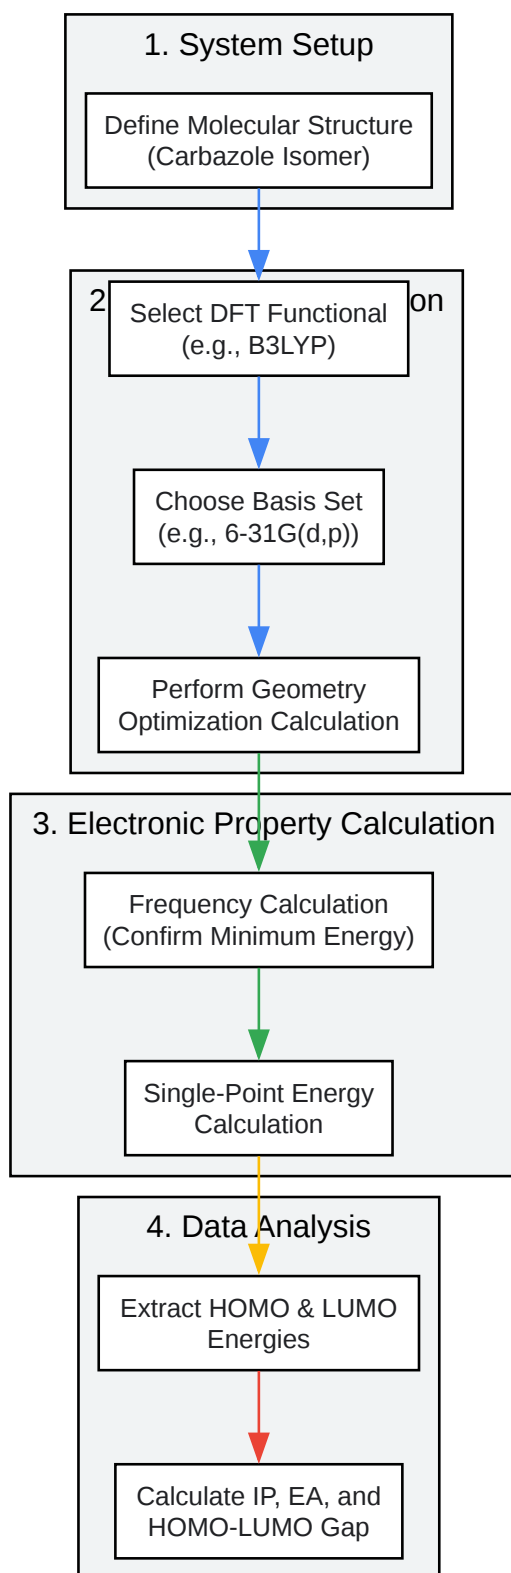 1. System Setup
Define Molecular Structure
(Carbazole Isomer)
2
on
Select DFT Functional
(e.g., B3LYP)
Choose Basis Set
(e.g., 6-31G(d,p))
Perform Geometry
Optimization Calculation
3. Electronic Property Calculation
Frequency Calculation
(Confirm Minimum Energy)
Single-Point Energy
Calculation
4. Data Analysis
Extract HOMO & LUMO
Energies
Calculate IP, EA, and
HOMO-LUMO Gap